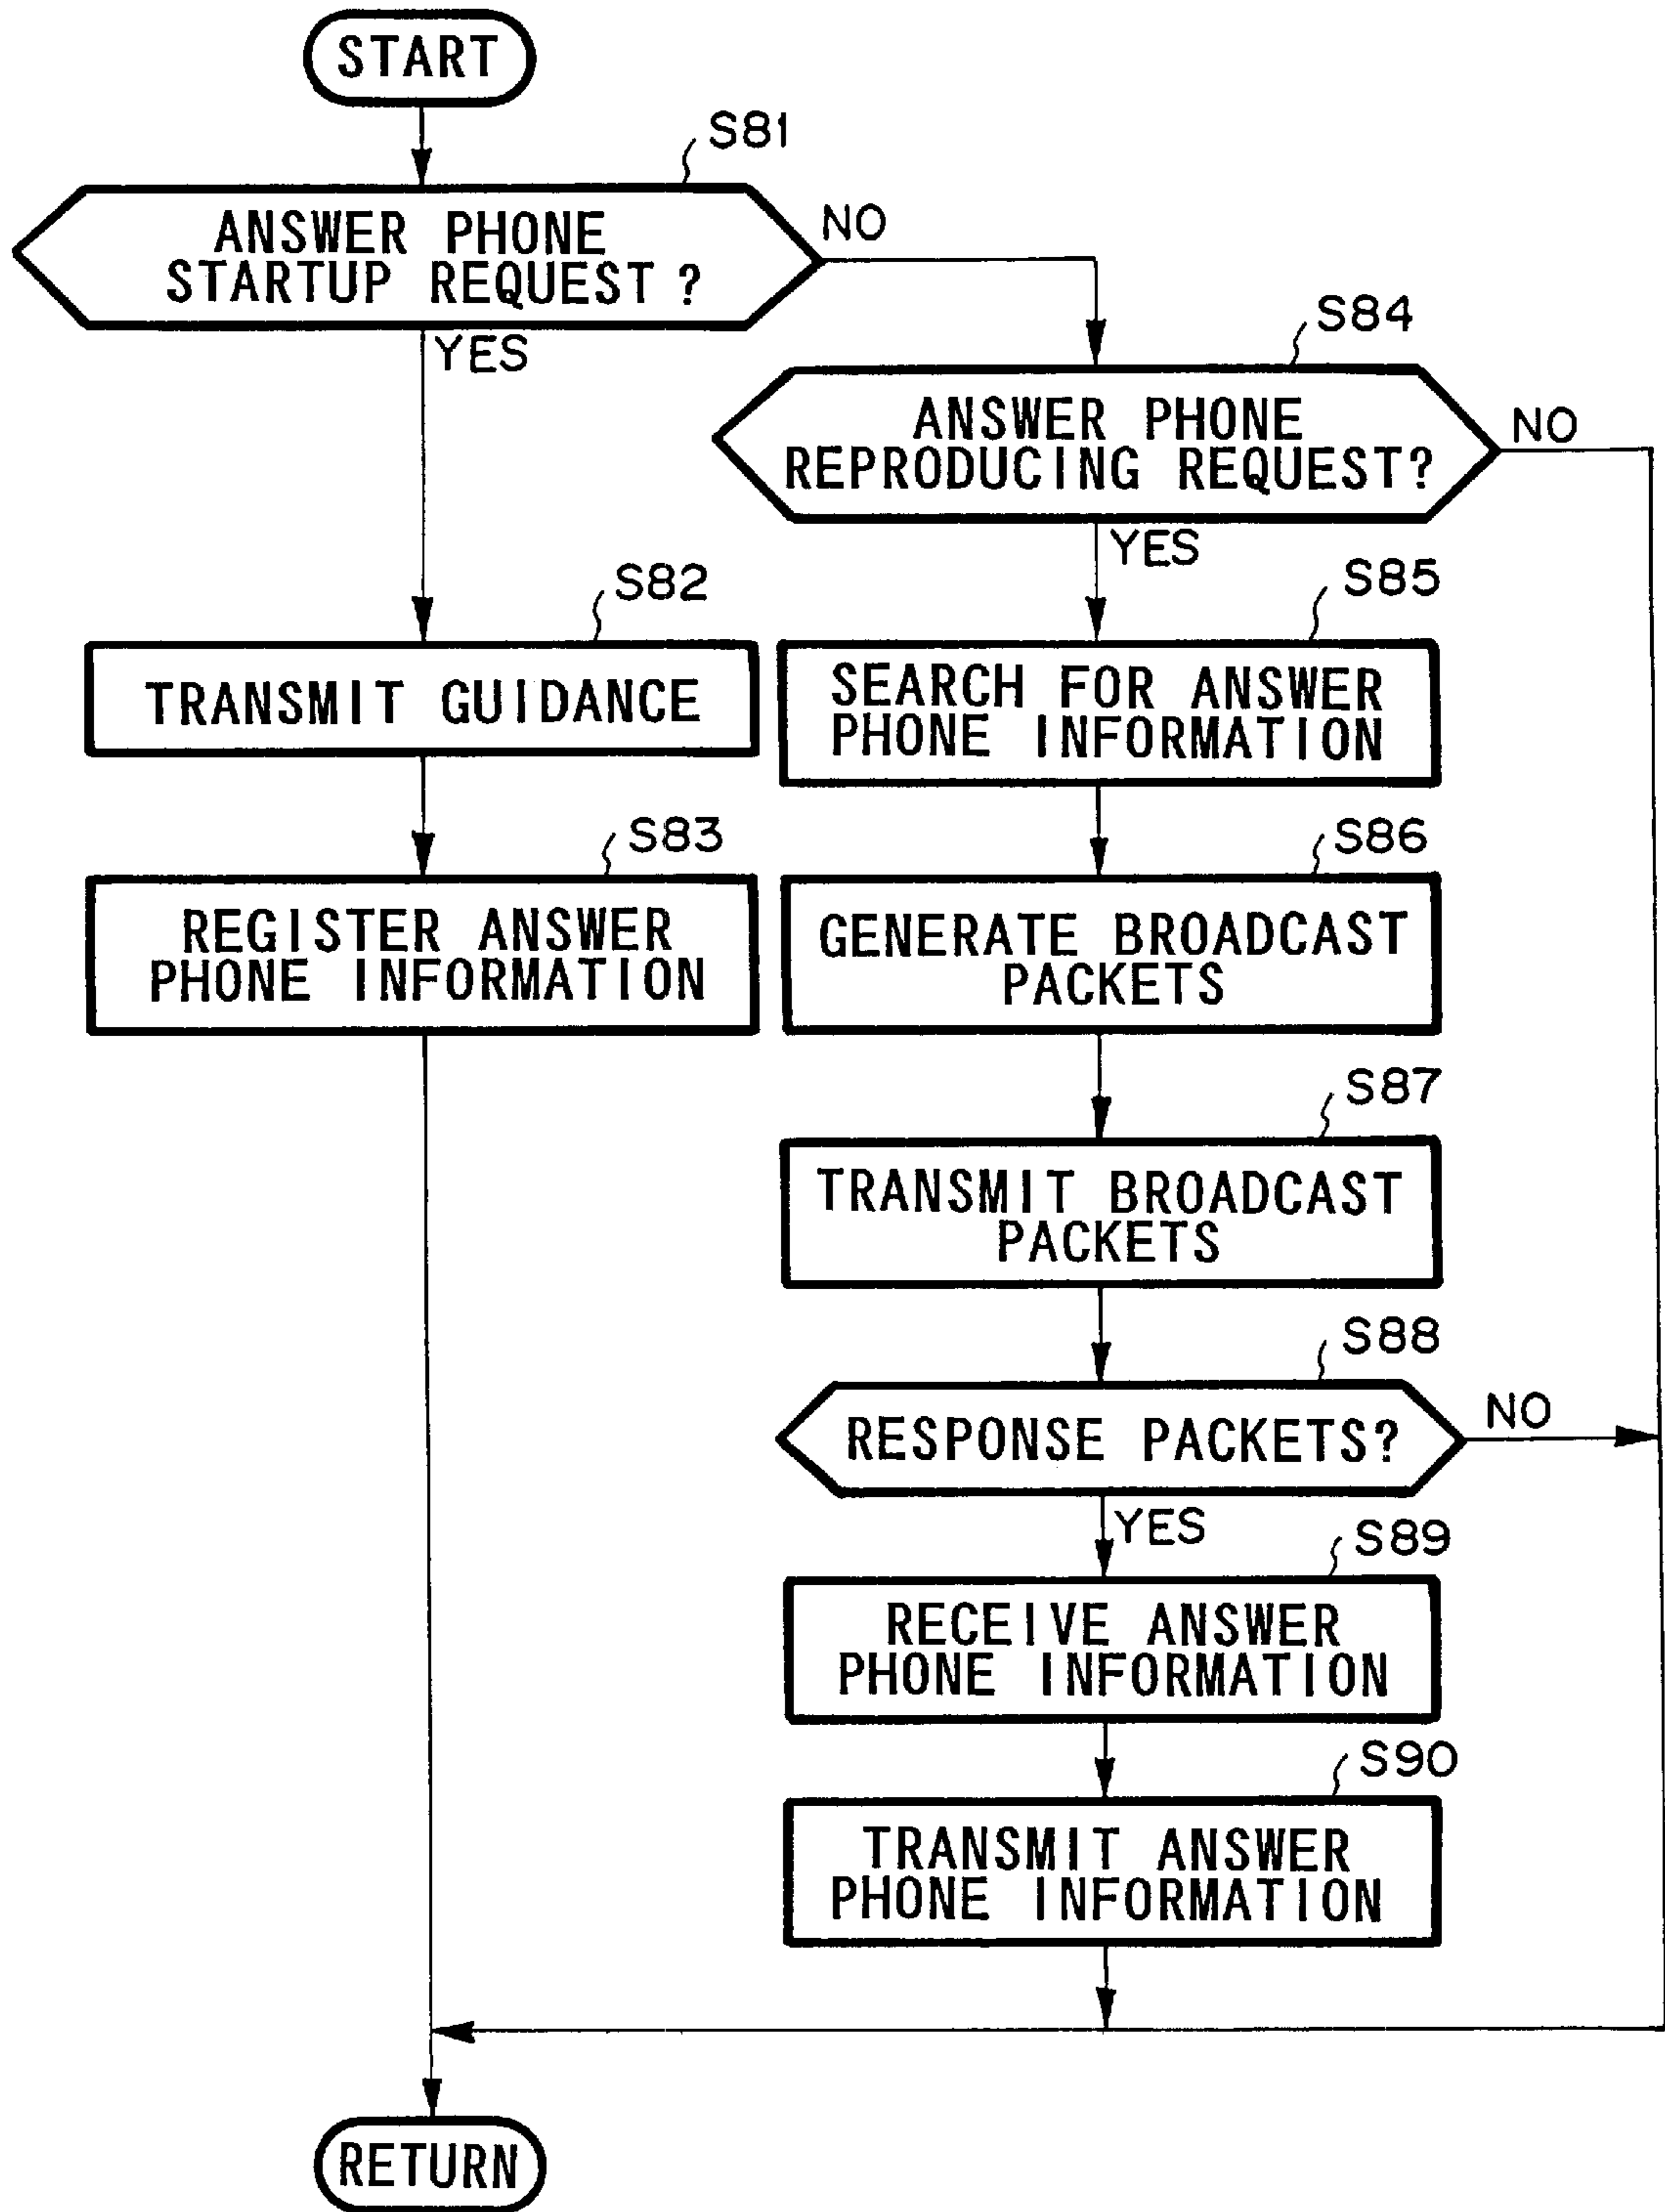 START
S81
ANSWER PHONE
STARTUP REQUEST?
NO
YES
S84
ANSWER PHONE
REPRODUCING REQUEST?
NO
YES
S82
TRANSMIT GUIDANCE
S85
SEARCH FOR ANSWER
PHONE INFORMATION
S83
REGISTER ANSWER
PHONE INFORMATION
S86
GENERATE BROADCAST
PACKETS
S87
TRANSMIT BROADCAST
PACKETS
S88
RESPONSE PACKETS?
NO
YES
S89
RECEIVE ANSWER
PHONE INFORMATION
S90
TRANSMIT ANSWER
PHONE INFORMATION
RETURN